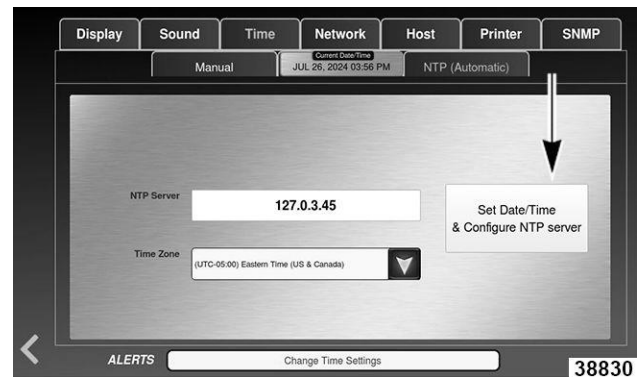 Display Sound Time Network Host Printer SNMP
Manual
Current Date/Time
JUL 26, 2024 03:56 PM
NTP (Automatic)
NTP Server
127.0.3.45
Set Date/Time
& Configure NTP server
Time Zone
(UTC-05:00) Eastern Time (US & Canada)
ALERTS
Change Time Settings
38830